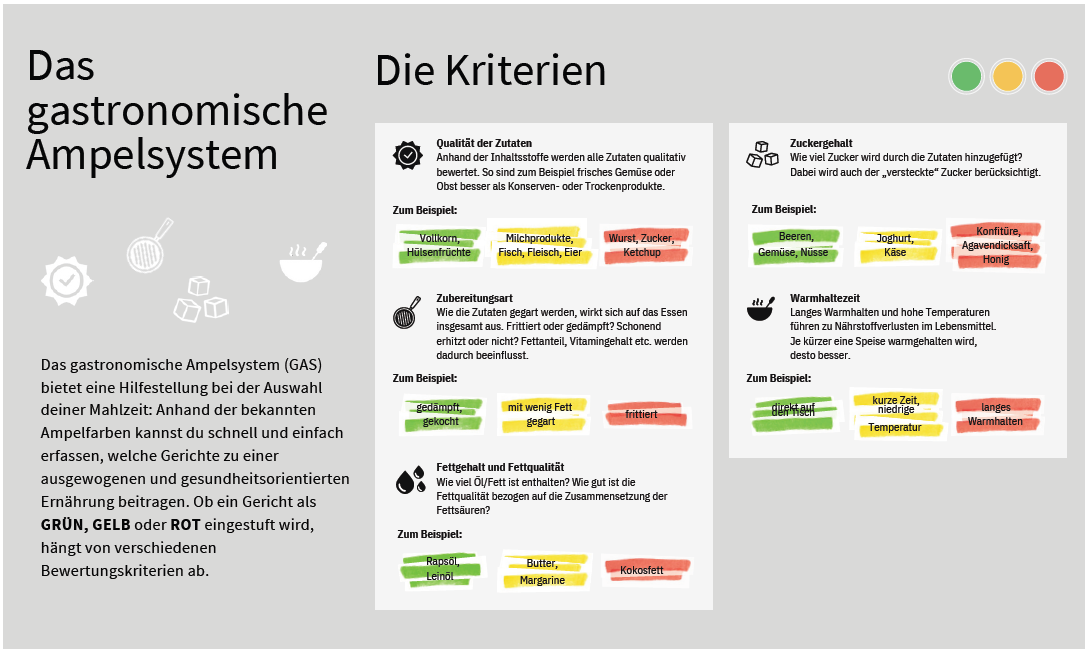 Das
gastronomische
Ampelsystem
Das gastronomische Ampelsystem (GAS)
bietet eine Hilfestellung bei der Auswahl
deiner Mahlzeit: Anhand der bekannten
Ampelfarben kannst du schnell und einfach
erfassen, welche Gerichte zu einer
ausgewogenen und gesundheitsorientierten
Ernährung beitragen. Ob ein Gericht als
GRÜN, GELB oder ROT eingestuft wird,
hängt von verschiedenen
Bewertungskriterien ab.
Die Kriterien
Qualität der Zutaten
Anhand der Inhaltsstoffe werden alle Zutaten qualitativ
bewertet. So sind zum Beispiel frisches Gemüse oder
Obst besser als Konserven- oder Trockenprodukte.
Zum Beispiel:
Vollkorn,
Hülsenfrüchte
Milchprodukte,
Fisch, Fleisch, Eier
Wurst, Zucker,
Ketchup
Zubereitungsart
Wie die Zutaten gegart werden, wirkt sich auf das Essen
insgesamt aus. Frittiert oder gedämpft? Schonend
erhitzt oder nicht? Fettanteil, Vitamingehalt etc. werden
dadurch beeinflusst.
Zum Beispiel:
gedämpft,
gekocht
mit wenig Fett
gegart
frittiert
Fettgehalt und Fettqualität
Wie viel Öl/Fett ist enthalten? Wie gut ist die
Fettqualität bezogen auf die Zusammensetzung der
Fettsäuren?
Zum Beispiel:
Rapsöl,
Leinöl
Butter,
Margarine
Kokosfett
Zuckergehalt
Wie viel Zucker wird durch die Zutaten hinzugefügt?
Dabei wird auch der „versteckte“ Zucker berücksichtigt.
Zum Beispiel:
Beeren,
Gemüse, Nüsse
Joghurt,
Käse
Konfitüre,
Agavendicksaft,
Honig
Warmhaltezeit
Langes Warmhalten und hohe Temperaturen
führen zu Nährstoffverlusten im Lebensmittel.
Je kürzer eine Speise warmgehalten wird,
desto besser.
Zum Beispiel:
direkt auf
den Tisch
kurze Zeit,
niedrige
Temperatur
langes
Warmhalten